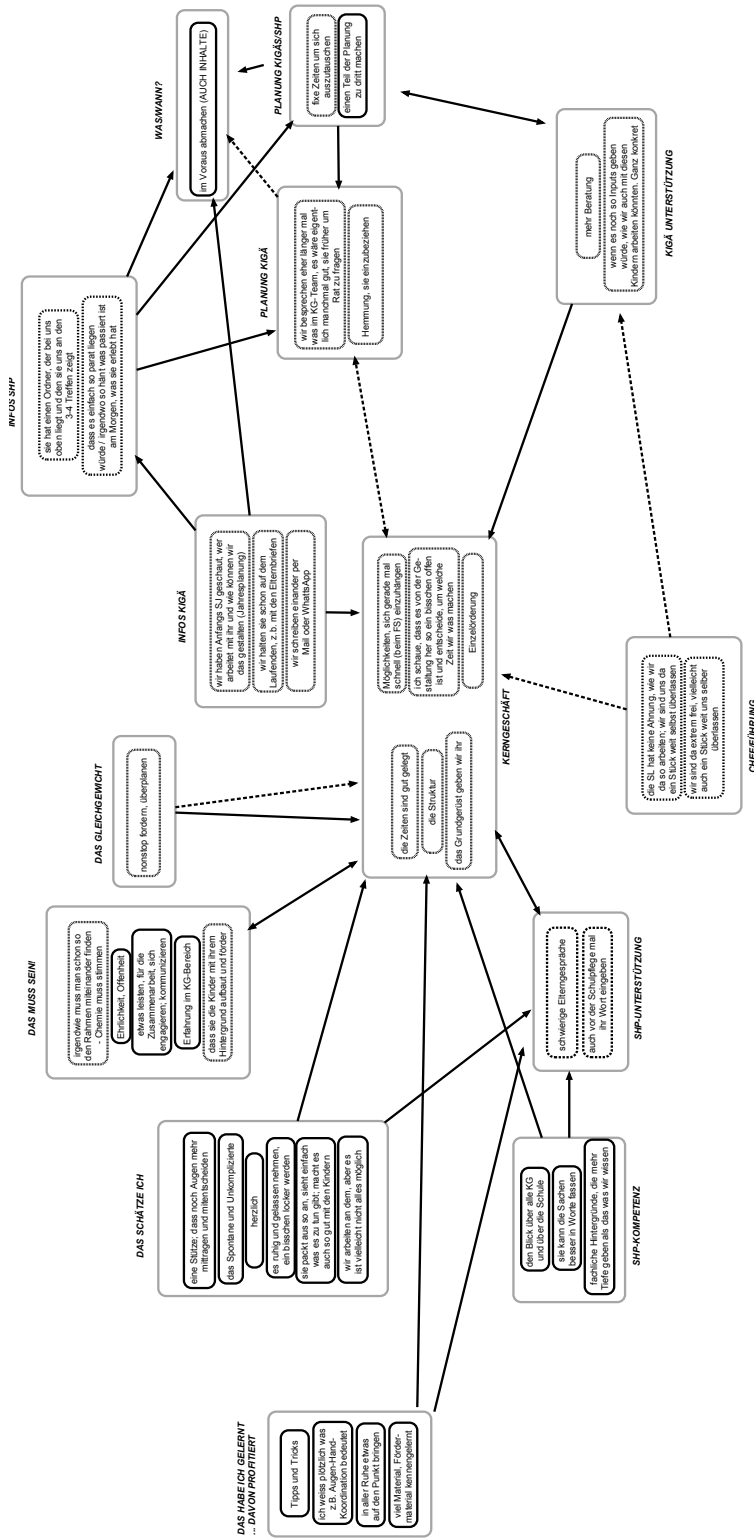 DAS HABE ICH GELERNT
... DAVON PROFITIERT
Tipps und Tricks
ich weiss plötzlich was
z.B. Augen-Hand-
Koordination bedeutet
in aller Ruhe etwas
auf den Punkt bringen
viel Material, Förder-
material kennengelernt
DAS SCHÄTZE ICH
eine Stütze; dass noch Augen mehr
mittragen und mitentscheiden
das Spontane und Unkomplizierte
herzlich
es ruhig und gelassen nehmen,
ein bisschen locker werden
sie packt aus so an, sieht einfach
was es zu tun gibt; macht es
auch so gut mit den Kindern
wir arbeiten an dem, aber es
ist vielleicht nicht alles möglich
SHP-KOMPETENZ
den Blick über alle KG
und über die Schule
sie kann die Sachen
besser in Worte fassen
fachliche Hintergründe, die mehr
Tiefe geben als das was wir wissen
DAS MUSS SEIN!
irgendwie muss man schon so
den Rahmen miteinander finden
- Chemie muss stimmen
Ehrlichkeit, Offenheit
etwas leisten, für die
Zusammenarbeit, sich
engagieren; kommunizieren
Erfahrung im KG-Bereich
dass sie die Kinder mit ihrem
Hintergrund aufbaut und forder
SHP-UNTERSTÜTZUNG
schwierige Elterngespräche
auch vor der Schulpflege mal
ihr Wort eingeben
DAS GLEICHGEWICHT
nonstop fordern, überplanen
KERNGESCHÄFT
die Zeiten sind gut gelegt
die Struktur
das Grundgerüst geben wir ihr
Möglichkeiten, sich gerade mal
schnell (beim FS) einzuhängen
ich schaue, dass es von der Ge-
staltung her so ein bisschen offen
ist und entscheide, um welche
Zeit wir was machen
Einzelförderung
CHEF/FÜHRUNG
die SL hat keine Ahnung, wie wir
da so arbeiten; wir sind uns da
ein Stück weit selbst überlassen
wir sind da extrem frei, vielleicht
auch ein Stück weit uns selber
überlassen
INFOS KIGÄ
wir haben Anfangs SJ geschaut, wer
arbeitet mit ihr und wie können wir
das gestalten (Jahresplanung)
wir halten sie schon auf dem
Laufenden, z.b. mit den Elternbriefen
wir schreiben einander per
Mail oder WhattsApp
INFOS SHP
sie hat einen Ordner, der bei uns
oben liegt und den sie uns an den
3-4 Treffen zeigt
dass es einfach so parat liegen
würde / irgendwo so hänt was passiert ist
am Morgen, was sie erlebt hat
PLANUNG KIGÄ
wir besprechen eher länger mal
was im KG-Team, es wäre eigent-
lich manchmal gut, sie früher um
Rat zu fragen
Hemmung, sie einzubeziehen
KIGÄ UNTERSTÜTZUNG
mehr Beratung
wenn es noch so Inputs geben
würde, wie wir auch mit diesen
Kindern arbeiten könnten. Ganz konkret
WAS/WANN?
im Voraus abmachen (AUCH INHALTE)
PLANUNG KIGÄS/SHP
fixe Zeiten um sich
auszutauschen
einen Teil der Planung
zu dritt machen